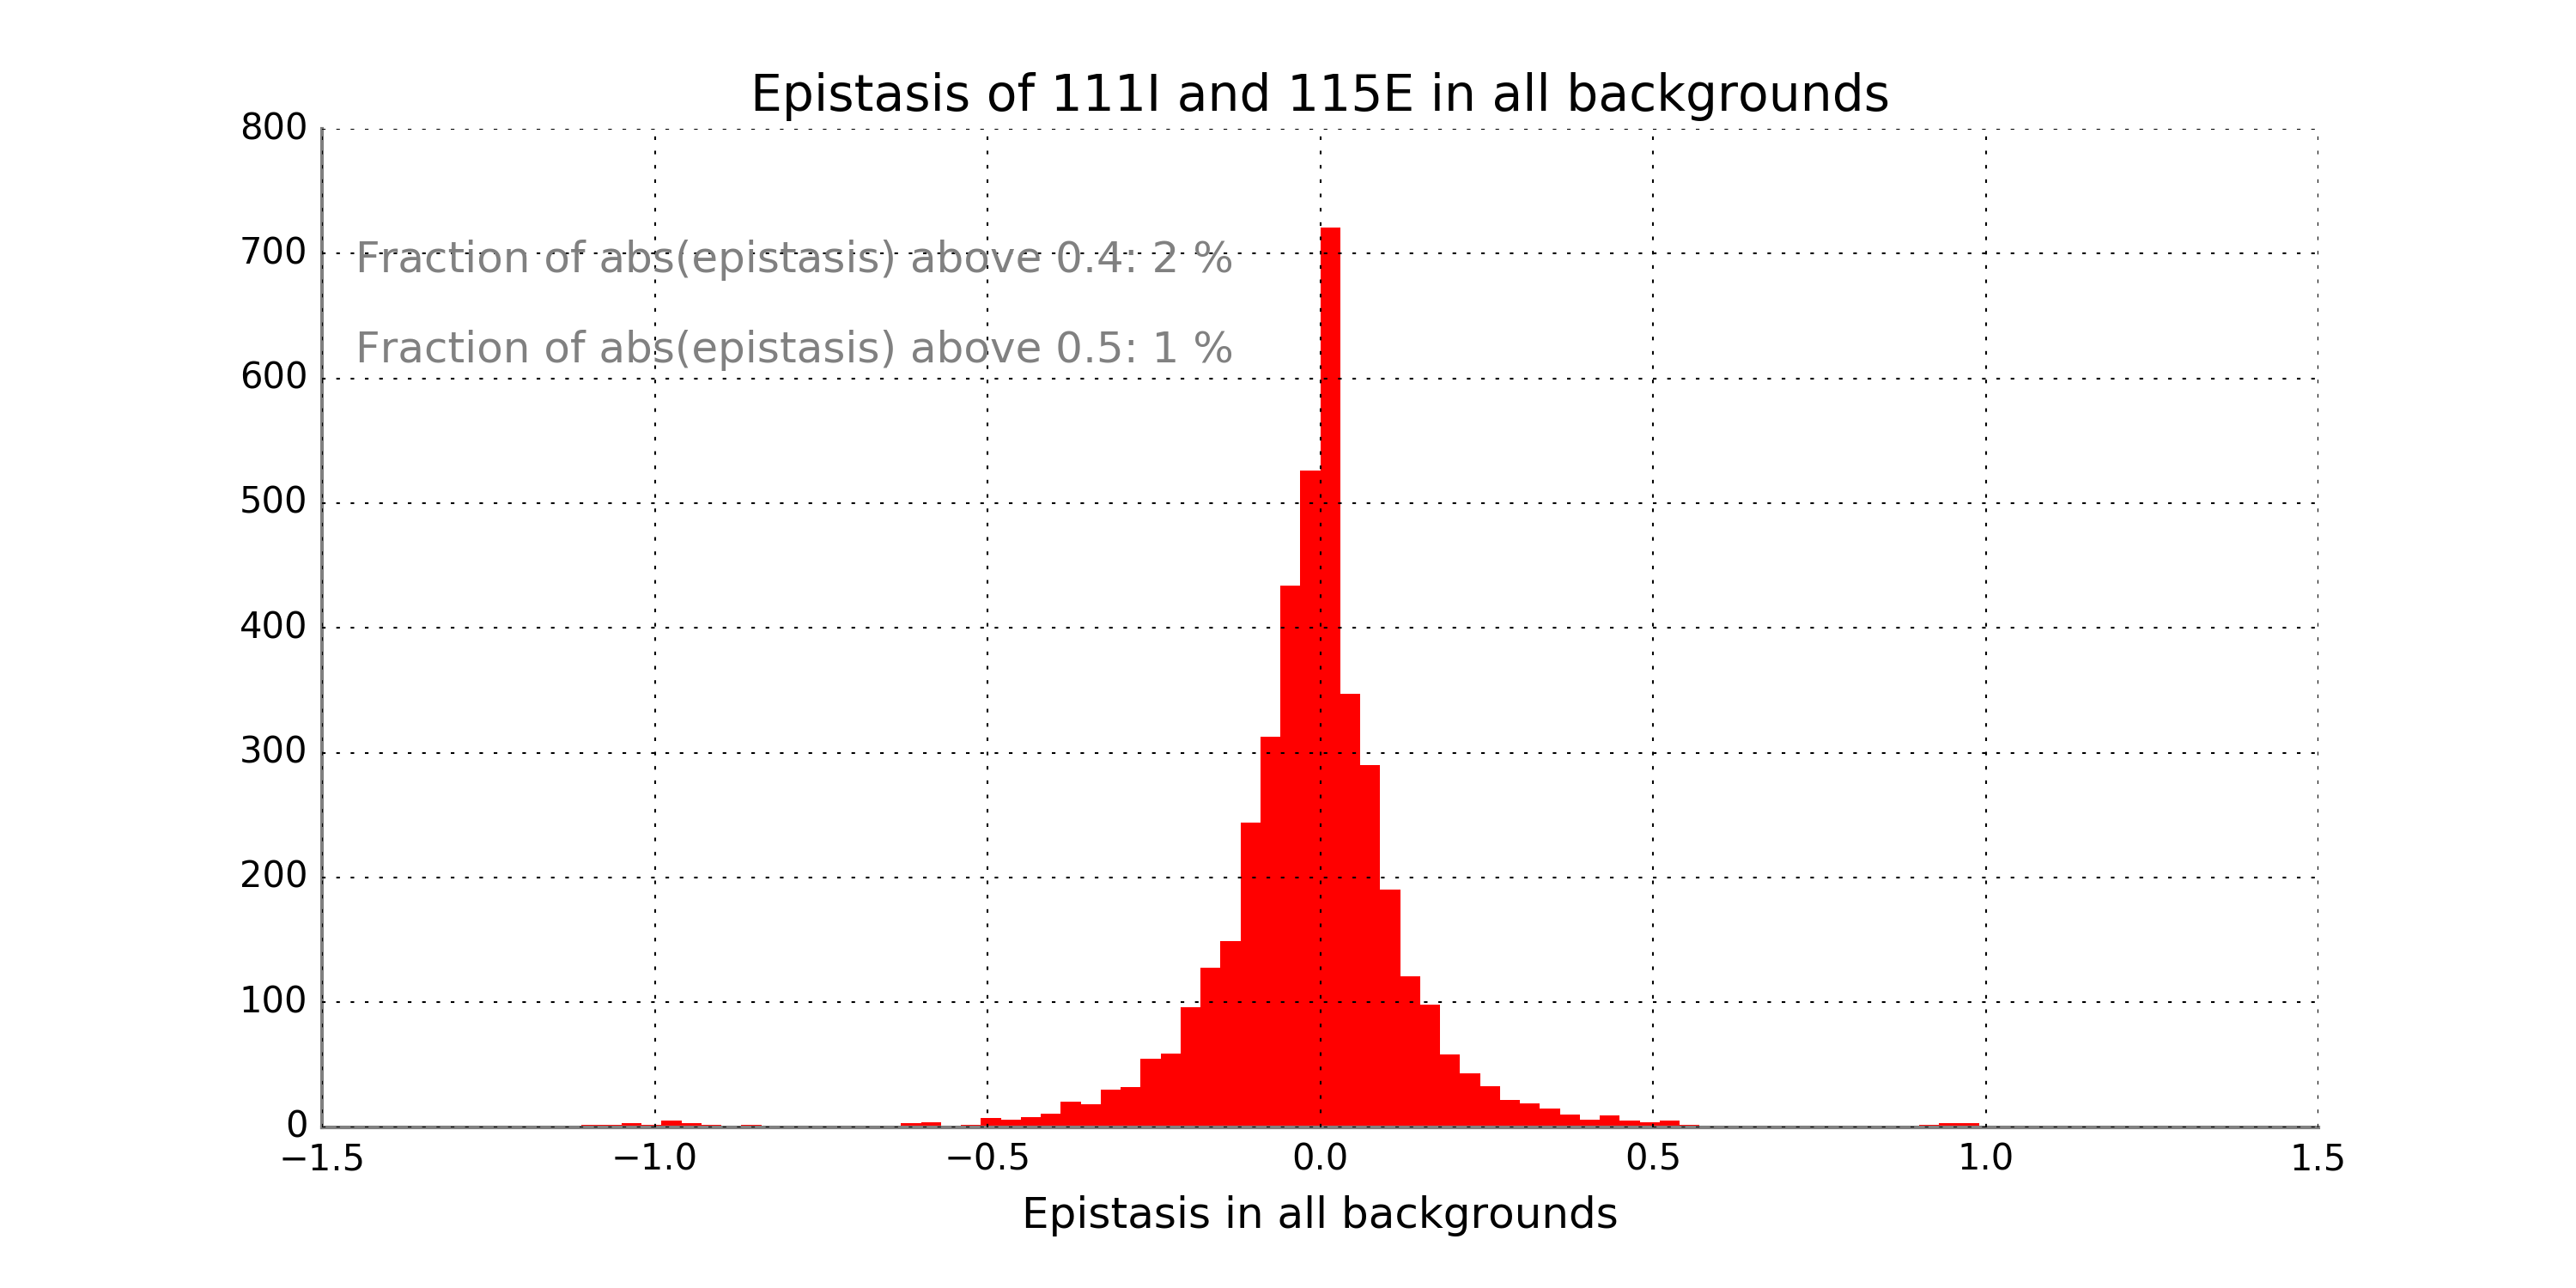 Epistasis of 111I and 115E in all backgrounds
800
700
Fraction of abs(epistasis) above 0.4: 2 %
Fraction of abs(epistasis) above 0.5: 1 %
600
500
400
300
200
100
0
−1.5 −1.0 −0.5 0.0 0.5 1.0 1.5
Epistasis in all backgrounds